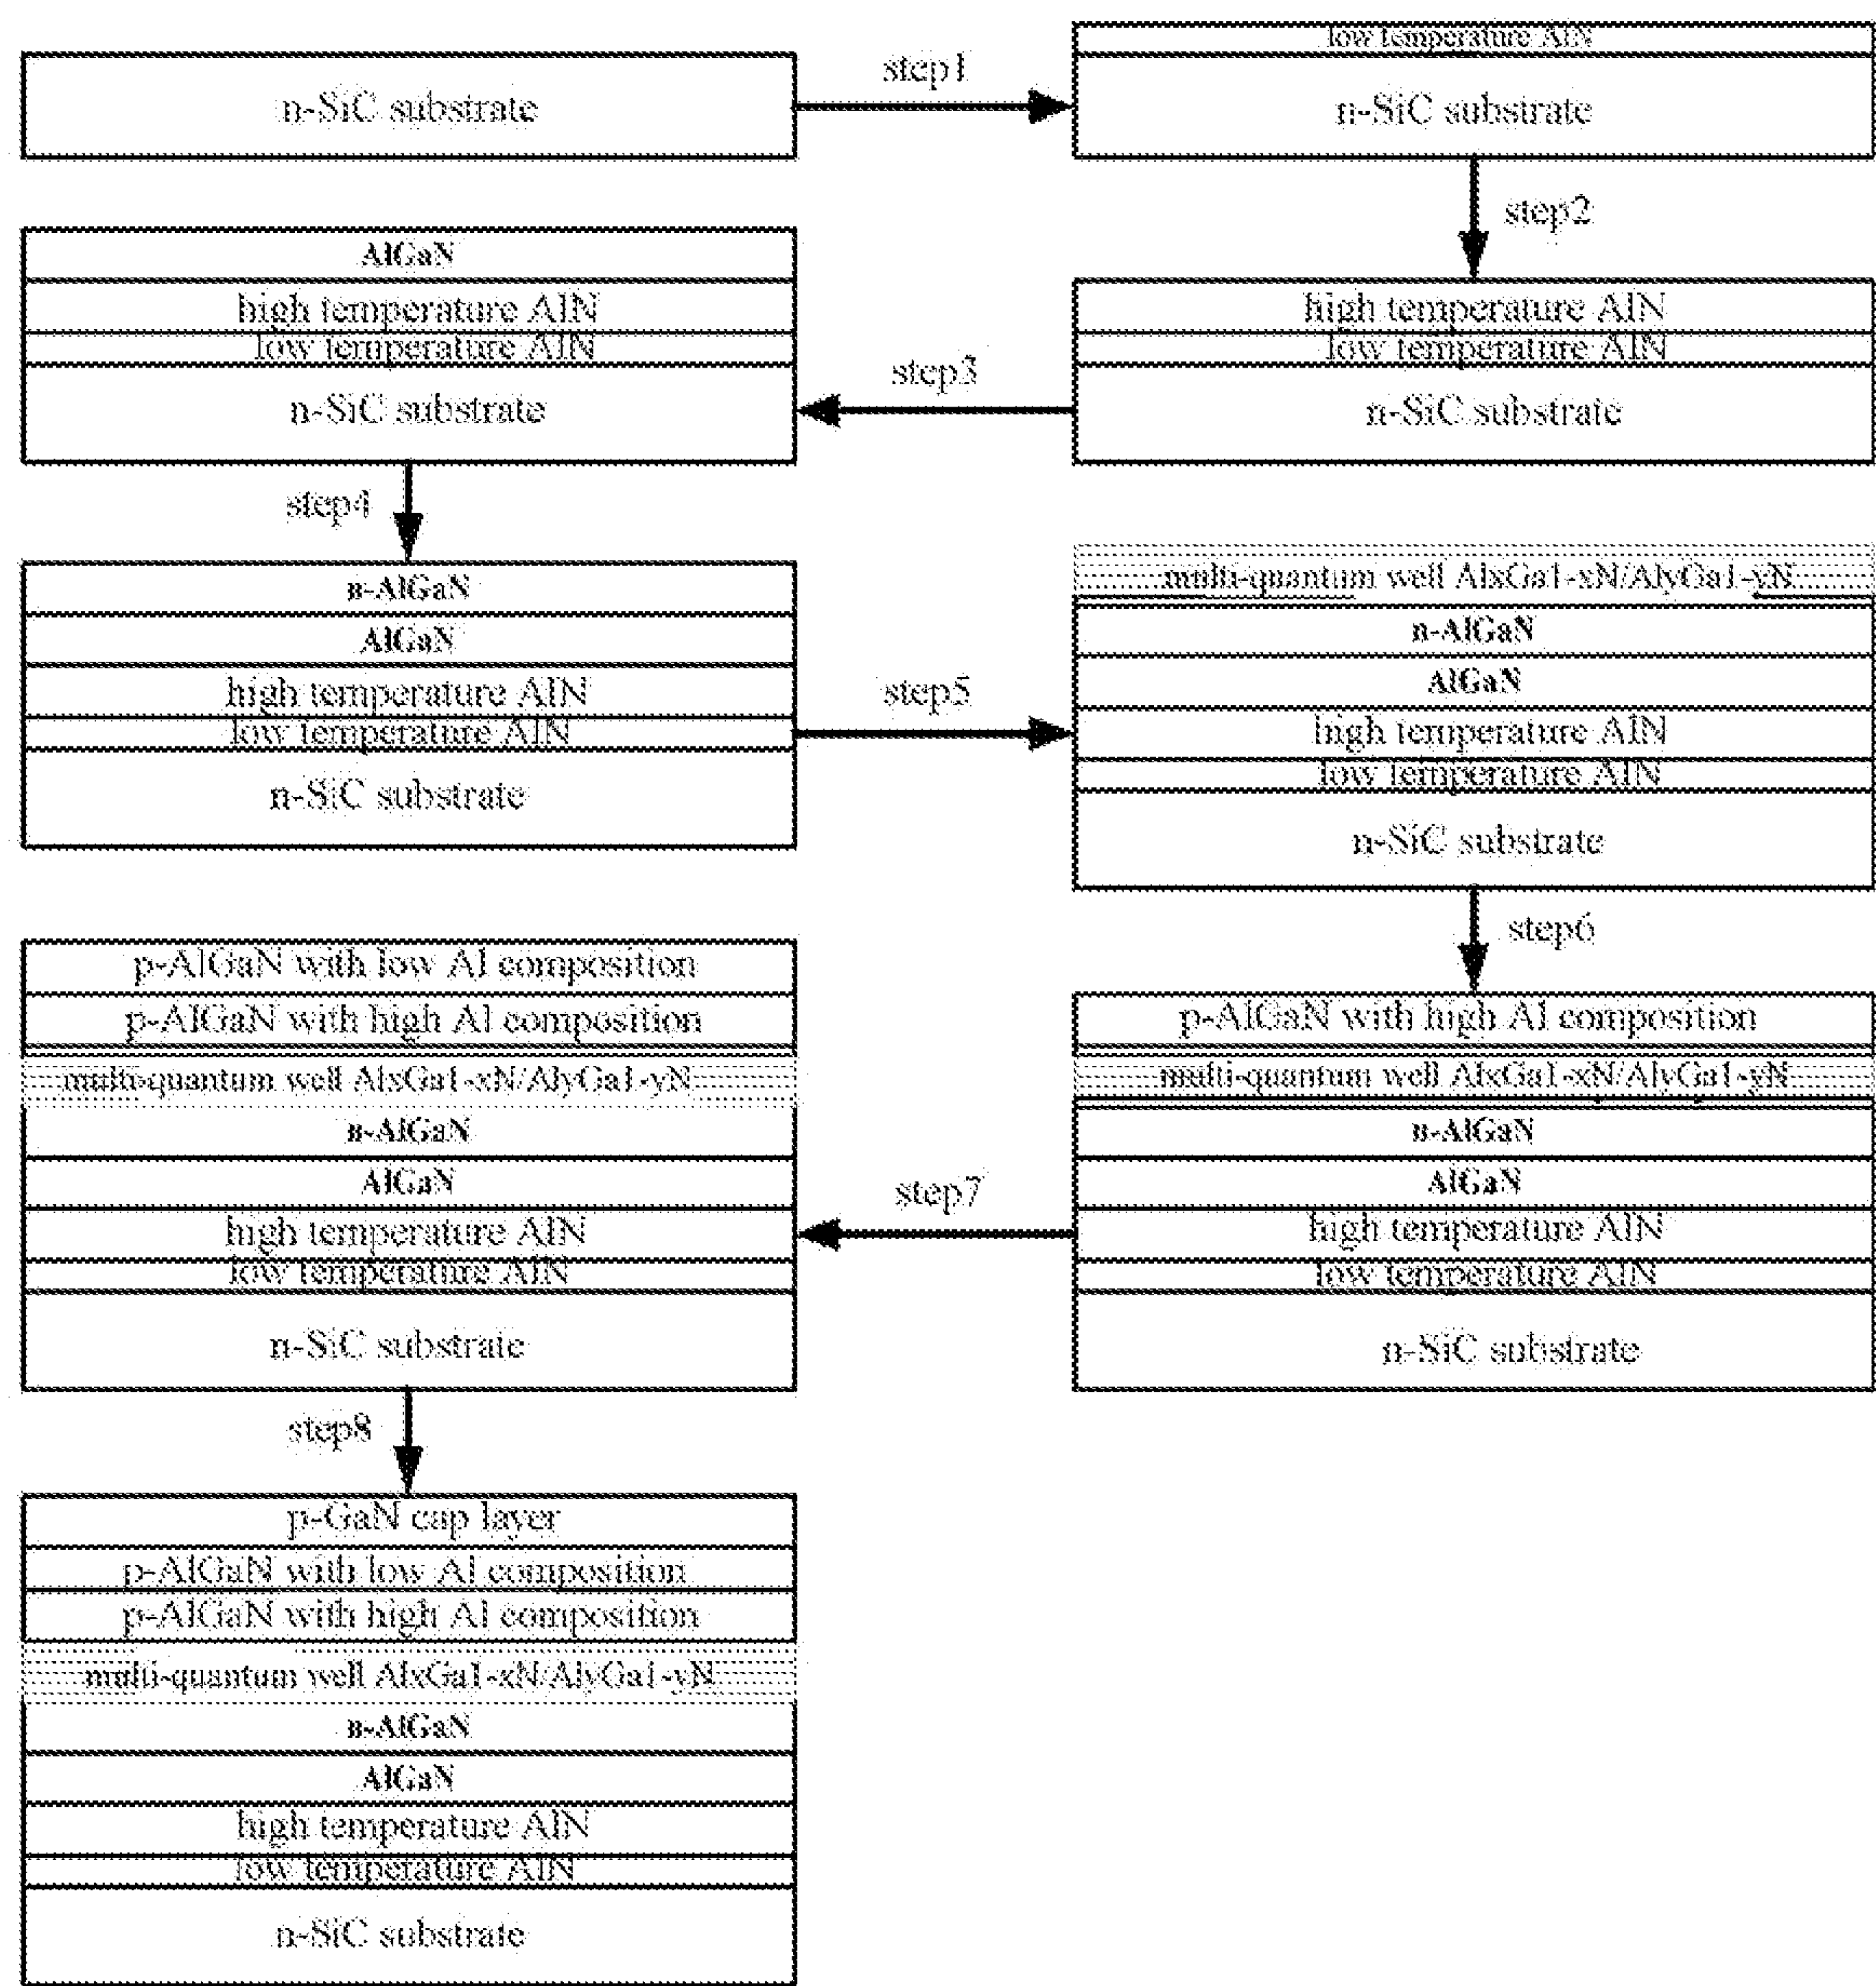 n-SiC substrate
step1
low temperature AlN
n-SiC substrate
step2
high temperature AlN
low temperature AlN
n-SiC substrate
step3
AlGaN
high temperature AlN
low temperature AlN
n-SiC substrate
step4
n-AlGaN
AlGaN
high temperature AlN
low temperature AlN
n-SiC substrate
step5
multi-quantum well AlxGa1-xN/AlyGa1-yN
n-AlGaN
AlGaN
high temperature AlN
low temperature AlN
n-SiC substrate
step6
p-AlGaN with high Al composition
multi-quantum well AlxGa1-xN/AlyGa1-yN
n-AlGaN
AlGaN
high temperature AlN
low temperature AlN
n-SiC substrate
step7
p-AlGaN with low Al composition
p-AlGaN with high Al composition
multi-quantum well AlxGa1-xN/AlyGa1-yN
n-AlGaN
AlGaN
high temperature AlN
low temperature AlN
n-SiC substrate
step8
p-GaN cap layer
p-AlGaN with low Al composition
p-AlGaN with high Al composition
multi-quantum well AlxGa1-xN/AlyGa1-yN
n-AlGaN
AlGaN
high temperature AlN
low temperature AlN
n-SiC substrate